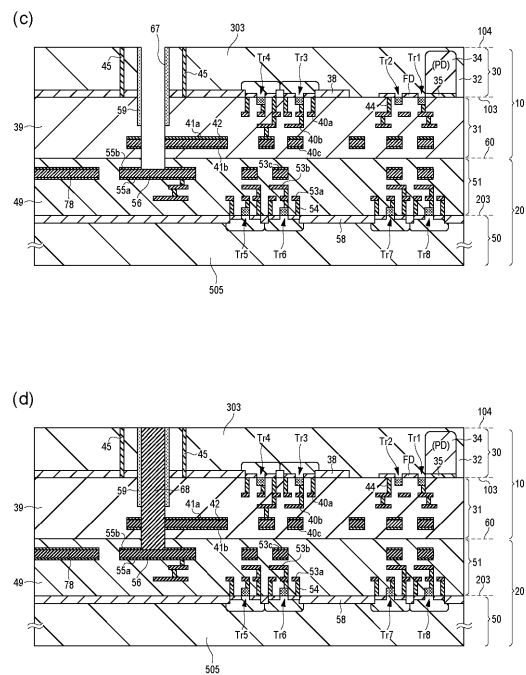 (c)
67
303
104
45
45
Tr4
Tr3
38
Tr2
FD
Tr1
(PD)
34
35
32
30
59
39
41a
42
44
40a
40b
40c
103
31
10
60
55b
41b
53c
53b
53a
51
78
55a
56
54
49
203
58
50
20
505
Tr5
Tr6
Tr7
Tr8
(d)
303
104
45
45
Tr4
Tr3
38
Tr2
FD
Tr1
(PD)
34
35
32
30
59
68
39
41a
42
44
40a
40b
40c
103
31
10
60
55b
41b
53c
53b
53a
51
78
55a
56
54
49
203
58
50
20
505
Tr5
Tr6
Tr7
Tr8